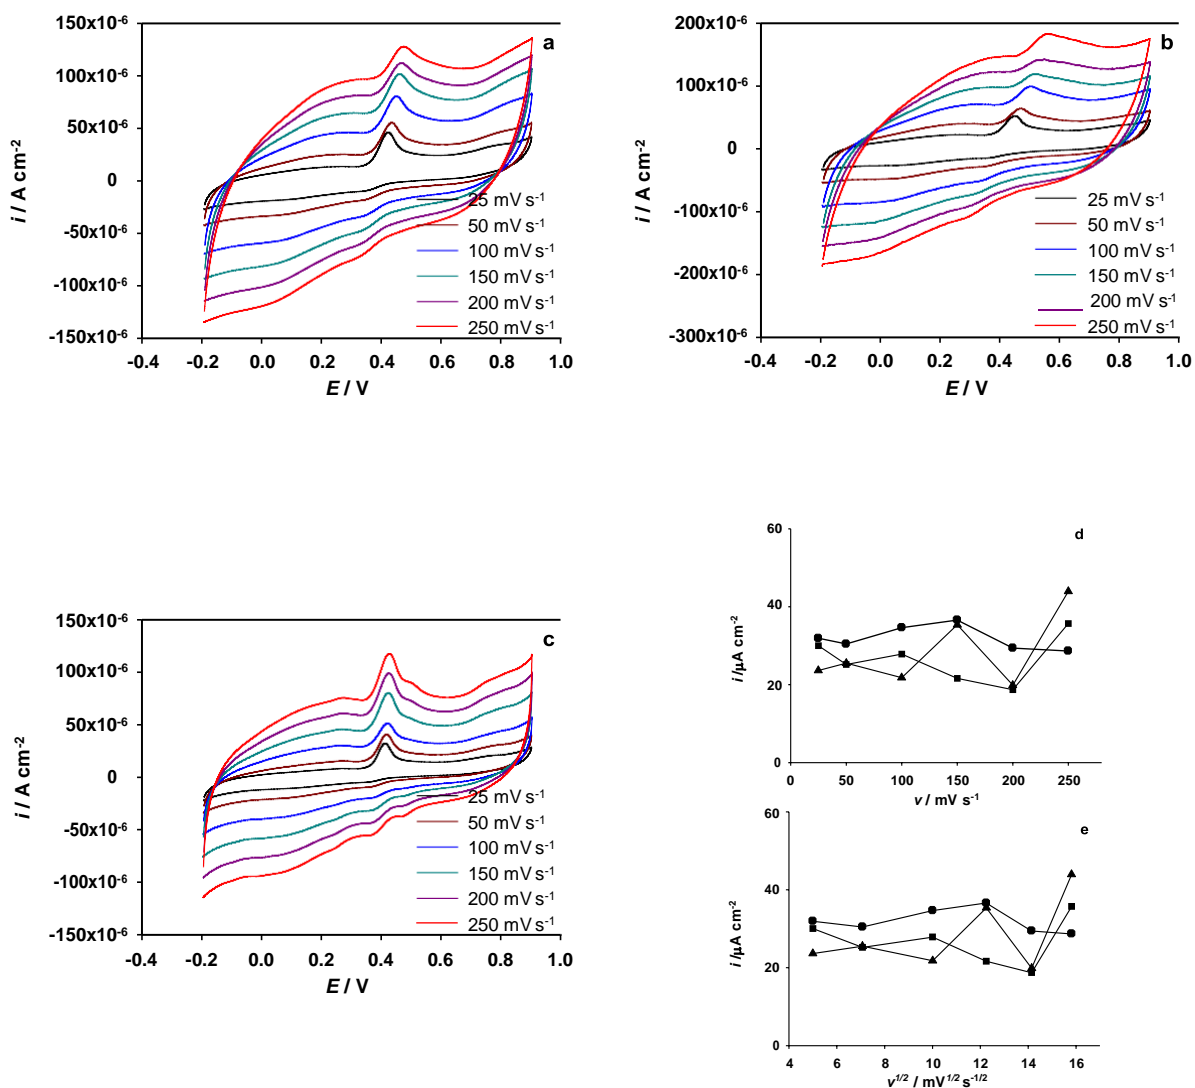 a
150x10⁻⁶
100x10⁻⁶
50x10⁻⁶
0
-50x10⁻⁶
-100x10⁻⁶
-150x10⁻⁶
i / A cm⁻²
-0.4 -0.2 0.0 0.2 0.4 0.6 0.8 1.0
E / V
25 mV s⁻¹
50 mV s⁻¹
100 mV s⁻¹
150 mV s⁻¹
200 mV s⁻¹
250 mV s⁻¹
b
200x10⁻⁶
100x10⁻⁶
0
-100x10⁻⁶
-200x10⁻⁶
-300x10⁻⁶
i / A cm⁻²
-0.4 -0.2 0.0 0.2 0.4 0.6 0.8 1.0
E / V
25 mV s⁻¹
50 mV s⁻¹
100 mV s⁻¹
150 mV s⁻¹
200 mV s⁻¹
250 mV s⁻¹
c
150x10⁻⁶
100x10⁻⁶
50x10⁻⁶
0
-50x10⁻⁶
-100x10⁻⁶
-150x10⁻⁶
i / A cm⁻²
-0.4 -0.2 0.0 0.2 0.4 0.6 0.8 1.0
E / V
25 mV s⁻¹
50 mV s⁻¹
100 mV s⁻¹
150 mV s⁻¹
200 mV s⁻¹
250 mV s⁻¹
d
60
40
20
0
i /µA cm⁻²
0 50 100 150 200 250
v / mV s⁻¹
e
60
40
20
0
i /µA cm⁻²
4 6 8 10 12 14 16
v¹ᐟ² / mV¹ᐟ² s⁻¹ᐟ²